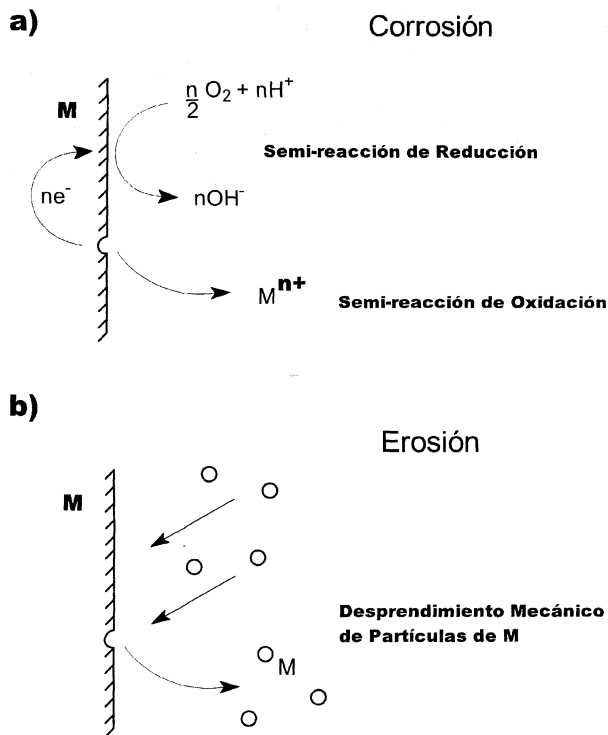 a)
Corrosión
M
n/2 O₂ + nH⁺
Semi-reacción de Reducción
ne⁻
nOH⁻
Mⁿ⁺
Semi-reacción de Oxidación
b)
Erosión
M
Desprendimiento Mecánico
de Partículas de M
M